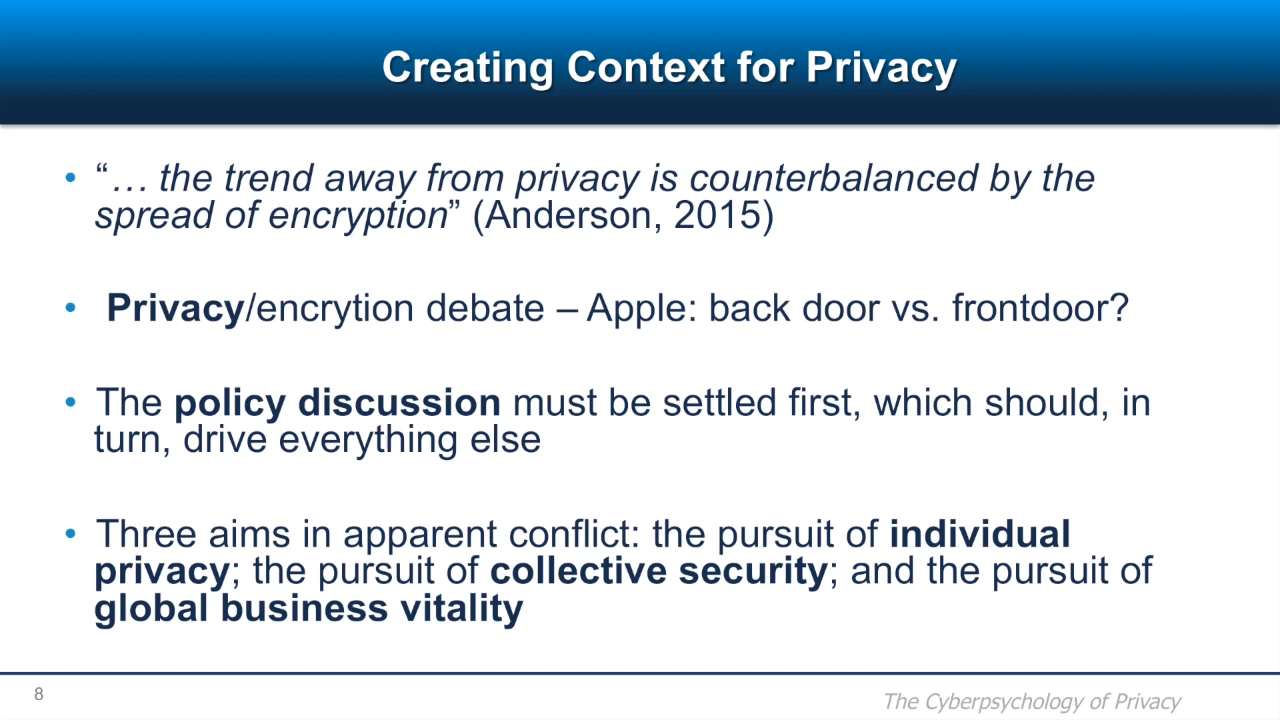 Creating Context for Privacy
• “… the trend away from privacy is counterbalanced by the
spread of encryption” (Anderson, 2015)
• Privacy/encrytion debate – Apple: back door vs. frontdoor?
• The policy discussion must be settled first, which should, in
turn, drive everything else
• Three aims in apparent conflict: the pursuit of individual
privacy; the pursuit of collective security; and the pursuit of
global business vitality
8
The Cyberpsychology of Privacy